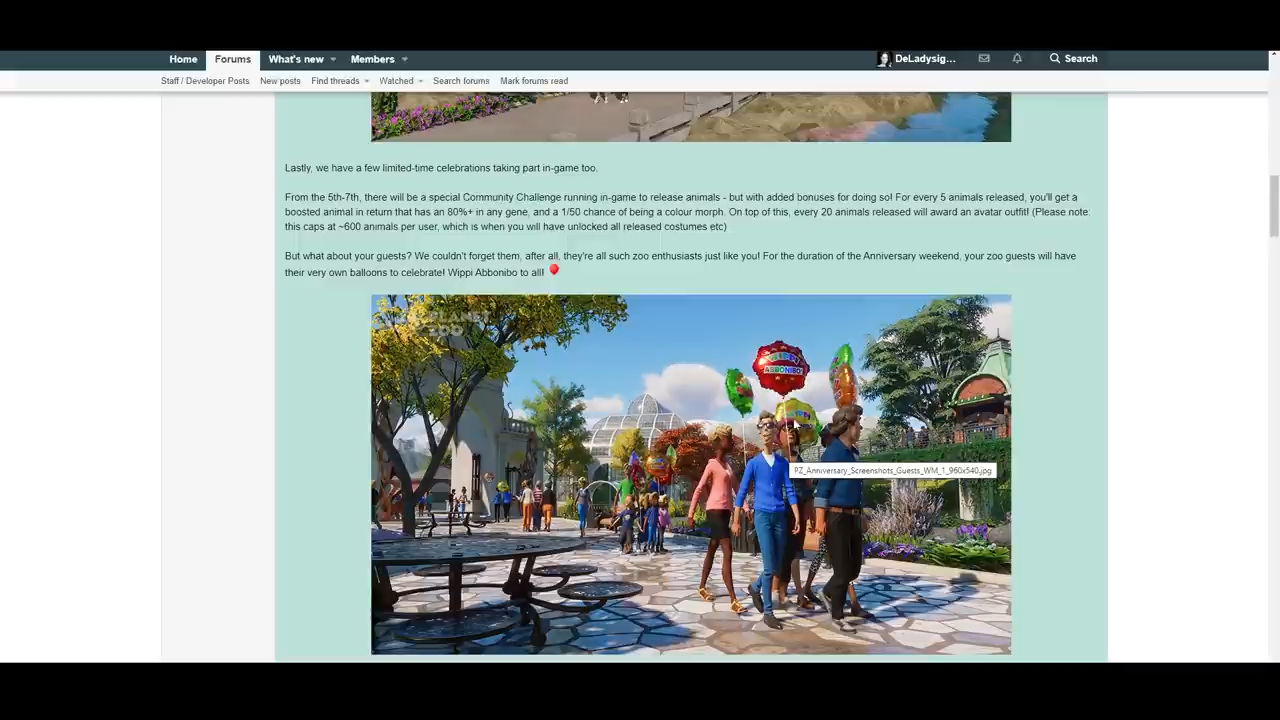 Home Forums What's new Members DeLadysig... Search
Staff / Developer Posts New posts Find threads Watched Search forums Mark forums read
Lastly, we have a few limited-time celebrations taking part in-game too.
From the 5th-7th, there will be a special Community Challenge running in-game to release animals - but with added bonuses for doing so! For every 5 animals released, you'll get a
boosted animal in return that has an 80%+ in any gene, and a 1/50 chance of being a colour morph. On top of this, every 20 animals released will award an avatar outfit! (Please note:
this caps at ~600 animals per user, which is when you will have unlocked all released costumes etc)
But what about your guests? We couldn't forget them, after all, they're all such zoo enthusiasts just like you! For the duration of the Anniversary weekend, your zoo guests will have
their very own balloons to celebrate! Wippi Abbonibo to all!
PLANET
ZOO
WIPPI
ABBONIBO!
WIPPI
PZ_Anniversary_Screenshots_Guests_WM_1_960x540.jpg